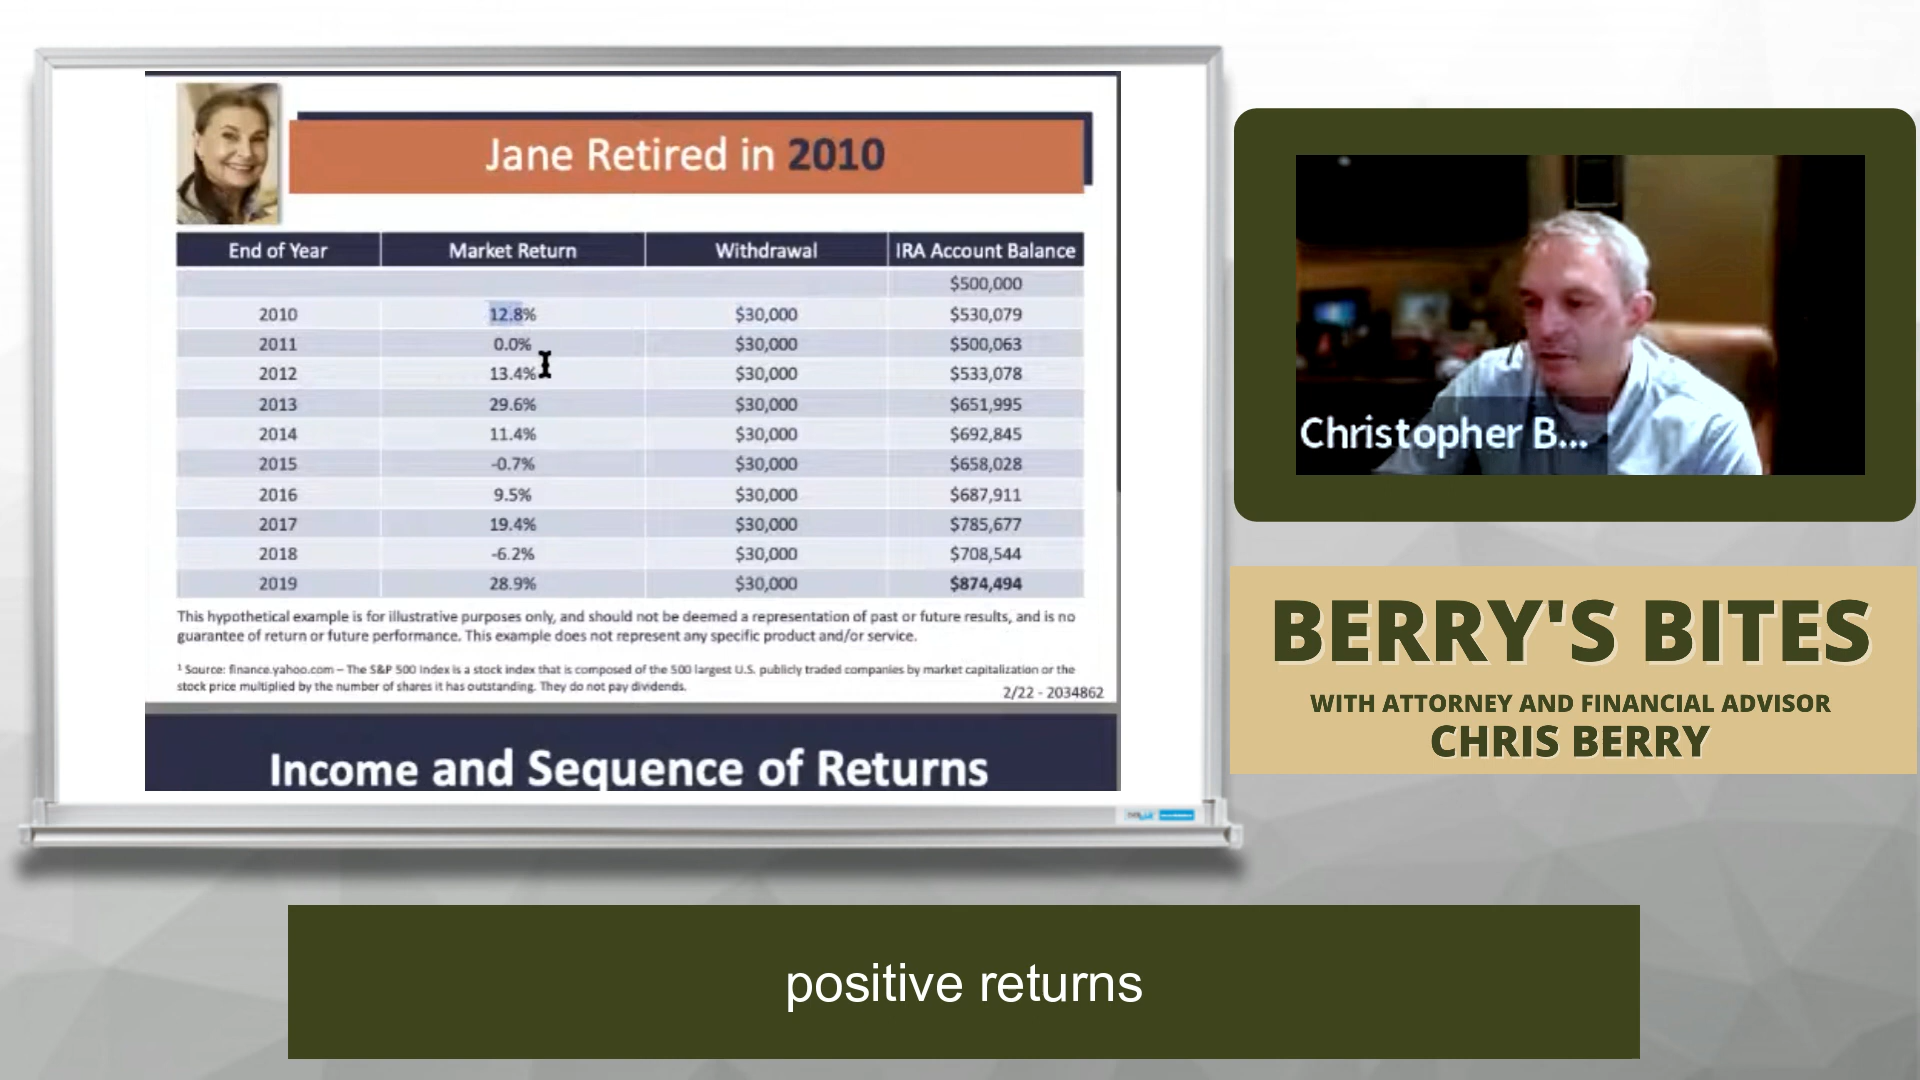 Jane Retired in 2010
End of Year Market Return Withdrawal IRA Account Balance
$500,000
2010 12.8% $30,000 $530,079
2011 0.0% $30,000 $500,063
2012 13.4% $30,000 $533,078
2013 29.6% $30,000 $651,995
2014 11.4% $30,000 $692,845
2015 -0.7% $30,000 $658,028
2016 9.5% $30,000 $687,911
2017 19.4% $30,000 $785,677
2018 -6.2% $30,000 $708,544
2019 28.9% $30,000 $874,494
This hypothetical example is for illustrative purposes only, and should not be deemed a representation of past or future results, and is no
guarantee of return or future performance. This example does not represent any specific product and/or service.
1 Source: finance.yahoo.com – The S&P 500 Index is a stock index that is composed of the 500 largest U.S. publicly traded companies by market capitalization or the
stock price multiplied by the number of shares it has outstanding. They do not pay dividends.
2/22 - 2034862
Income and Sequence of Returns
Christopher B...
BERRY'S BITES
WITH ATTORNEY AND FINANCIAL ADVISOR
CHRIS BERRY
positive returns